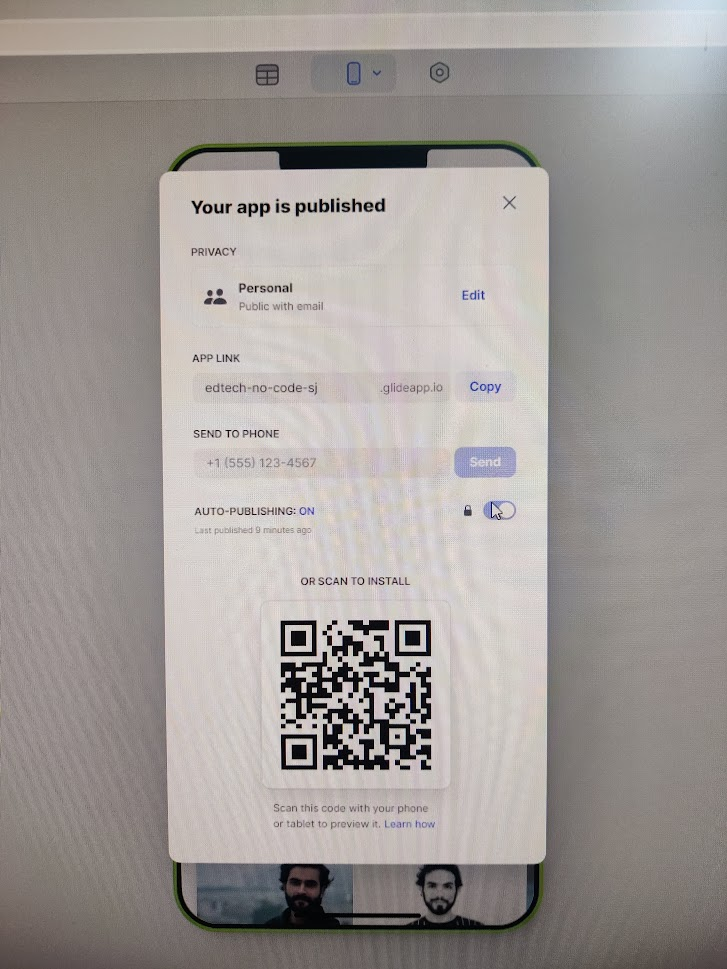 Your app is published
PRIVACY
Personal
Public with email
Edit
APP LINK
edtech-no-code-sj .glideapp.io Copy
SEND TO PHONE
+1 (555) 123-4567 Send
AUTO-PUBLISHING: ON
Last published 9 minutes ago
OR SCAN TO INSTALL
Scan this code with your phone
or tablet to preview it. Learn how